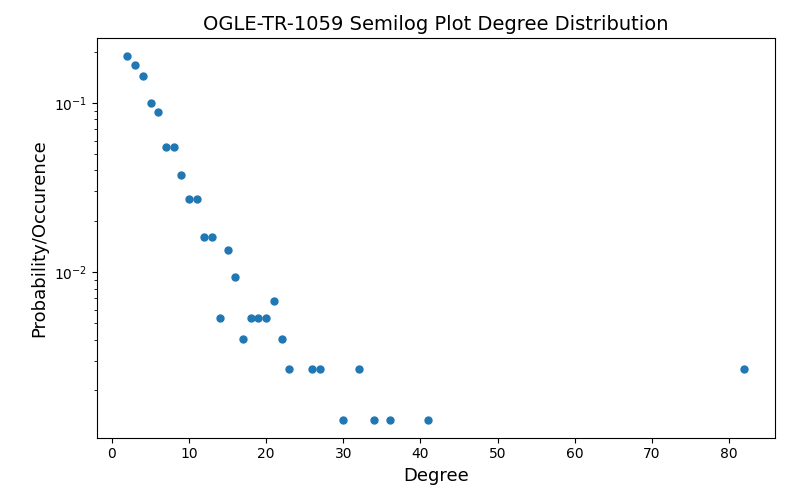 OGLE-TR-1059 Semilog Plot Degree Distribution
Probability/Occurence
10⁻¹
10⁻²
0 10 20 30 40 50 60 70 80
Degree